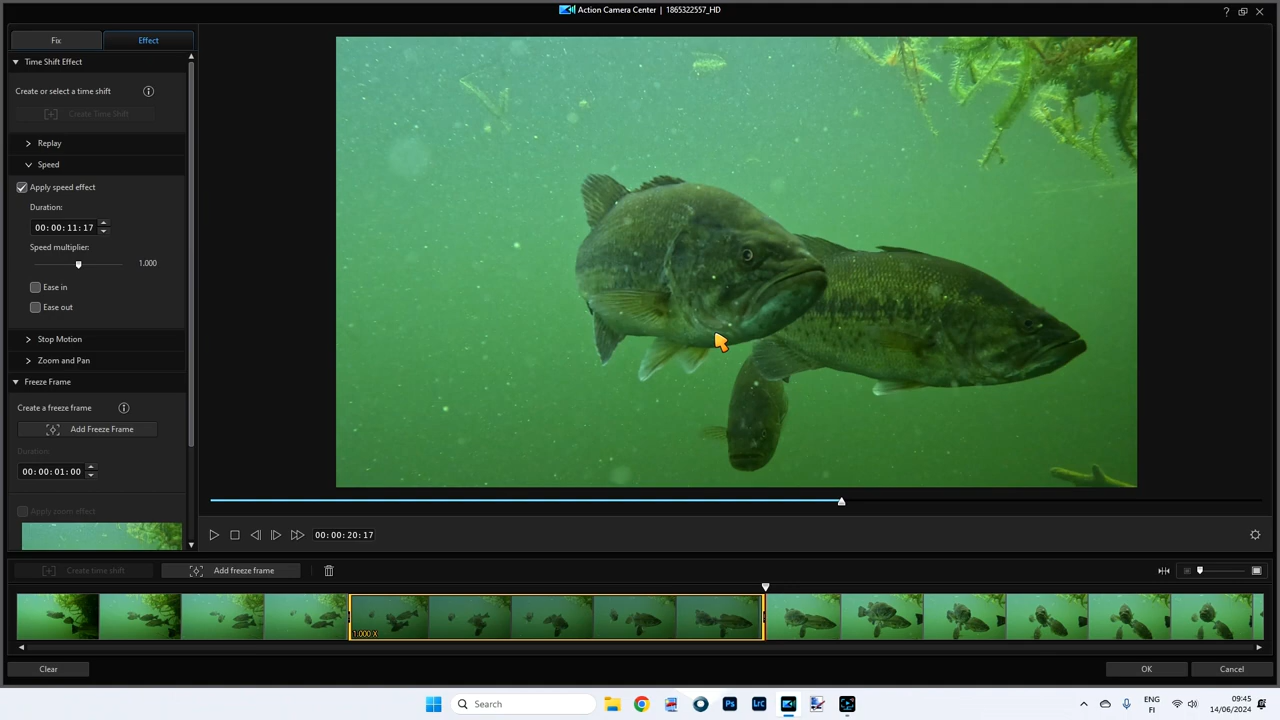 Action Camera Center | 1865322557_HD
Fix
Effect
Time Shift Effect
Create or select a time shift
Create Time Shift
Replay
Speed
Apply speed effect
Duration:
00:00:11:17
Speed multiplier:
1.000
Ease in
Ease out
Stop Motion
Zoom and Pan
Freeze Frame
Create a freeze frame
Add Freeze Frame
Duration:
00:00:01:00
Apply zoom effect
00:00:20:17
Create time shift
Add freeze frame
1.000 X
Clear
OK
Cancel
Search
Ps
Lrc
ENG
FI
09:45
14/06/2024